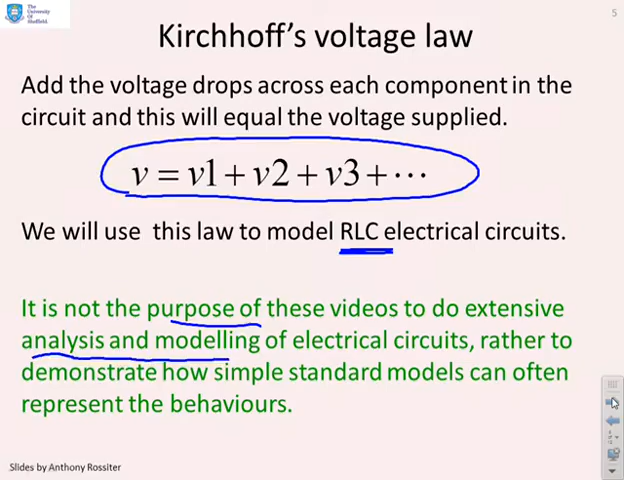 The
University
Of
Sheffield.
5
Kirchhoff's voltage law
Add the voltage drops across each component in the
circuit and this will equal the voltage supplied.
v = v1 + v2 + v3 + ⋯
We will use this law to model RLC electrical circuits.
It is not the purpose of these videos to do extensive
analysis and modelling of electrical circuits, rather to
demonstrate how simple standard models can often
represent the behaviours.
Slides by Anthony Rossiter